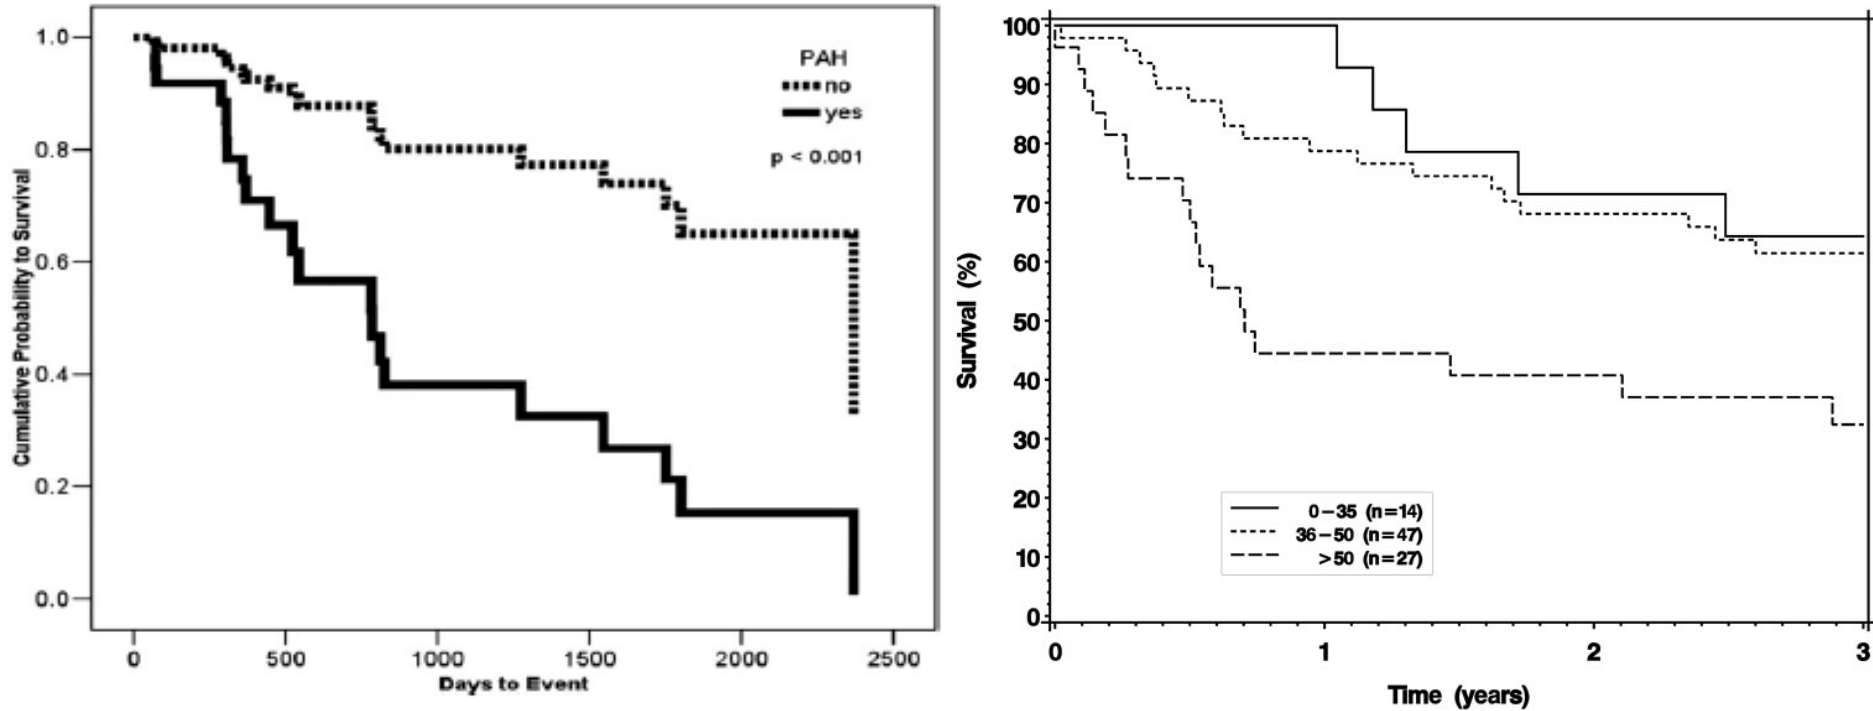 Cumulative Probability to Survival
1.0
0.8
0.6
0.4
0.2
0.0
PAH
no
yes
p < 0.001
0 500 1000 1500 2000 2500
Days to Event
Survival (%)
100
90
80
70
60
50
40
30
20
10
0
0-35 (n=14)
36-50 (n=47)
>50 (n=27)
0 1 2 3
Time (years)